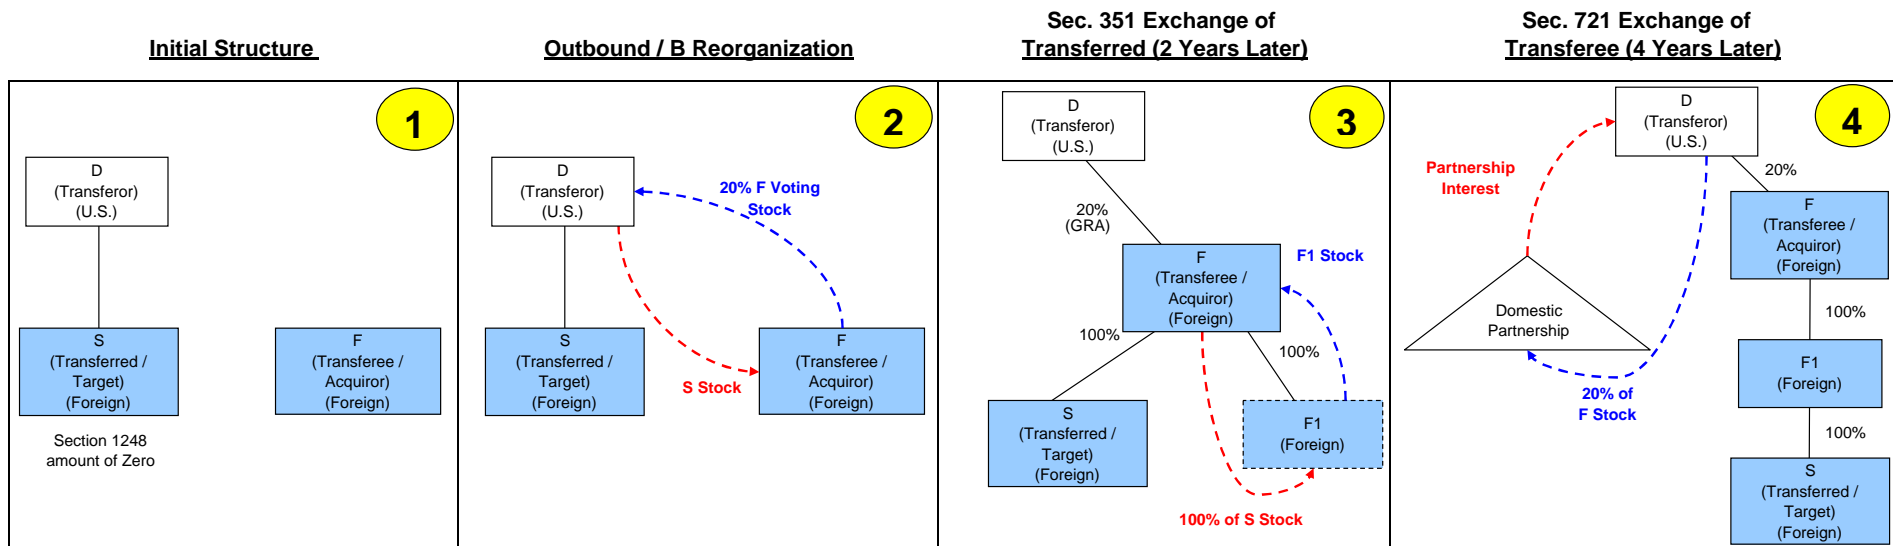 Initial Structure
Outbound / B Reorganization
Sec. 351 Exchange of
Transferred (2 Years Later)
Sec. 721 Exchange of
Transferee (4 Years Later)
1
D
(Transferor)
(U.S.)
S
(Transferred /
Target)
(Foreign)
F
(Transferee /
Acquiror)
(Foreign)
Section 1248
amount of Zero
2
D
(Transferor)
(U.S.)
20% F Voting
Stock
S
(Transferred /
Target)
(Foreign)
S Stock
F
(Transferee /
Acquiror)
(Foreign)
3
D
(Transferor)
(U.S.)
20%
(GRA)
F
(Transferee /
Acquiror)
(Foreign)
F1 Stock
100%
100%
S
(Transferred /
Target)
(Foreign)
F1
(Foreign)
100% of S Stock
4
D
(Transferor)
(U.S.)
Partnership
Interest
20%
F
(Transferee /
Acquiror)
(Foreign)
Domestic
Partnership
100%
20% of
F Stock
F1
(Foreign)
100%
S
(Transferred /
Target)
(Foreign)